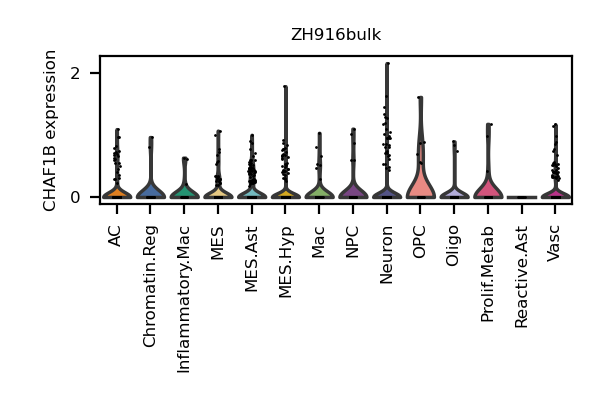 ZH916bulk
CHAF1B expression
2
0
AC
Chromatin.Reg
Inflammatory.Mac
MES
MES.Ast
MES.Hyp
Mac
NPC
Neuron
OPC
Oligo
Prolif.Metab
Reactive.Ast
Vasc